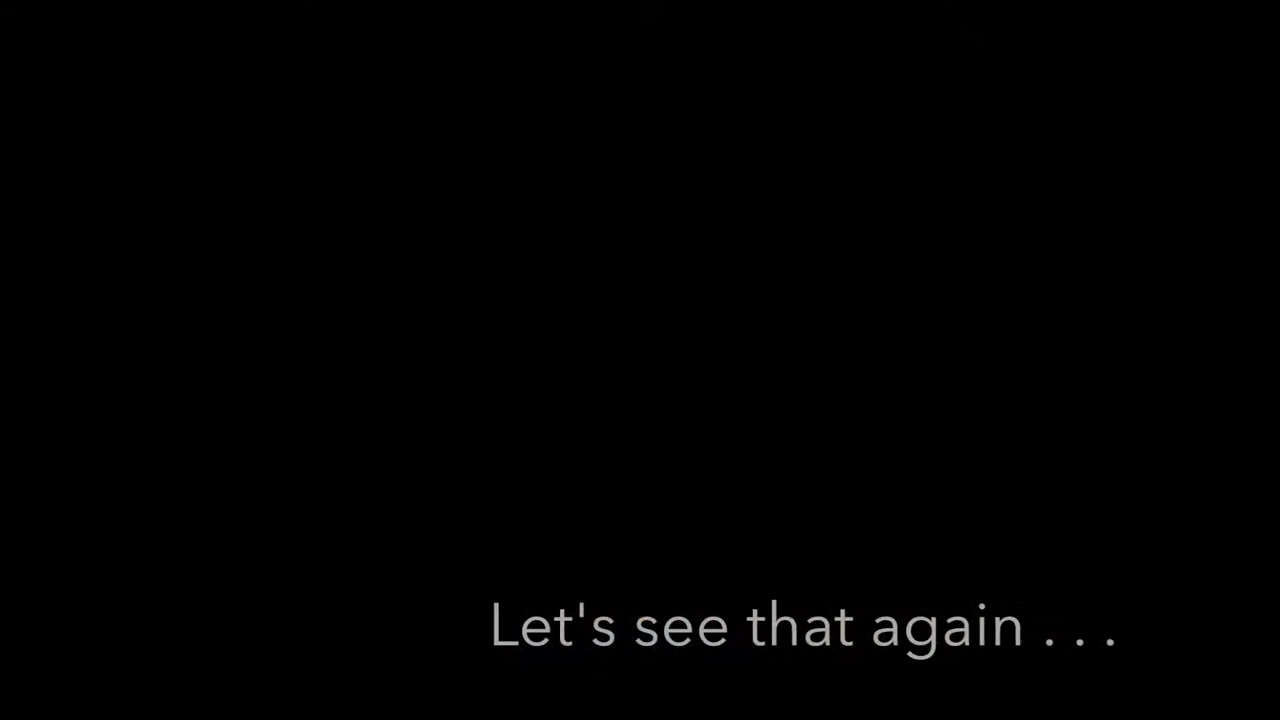 Let's see that again . . .